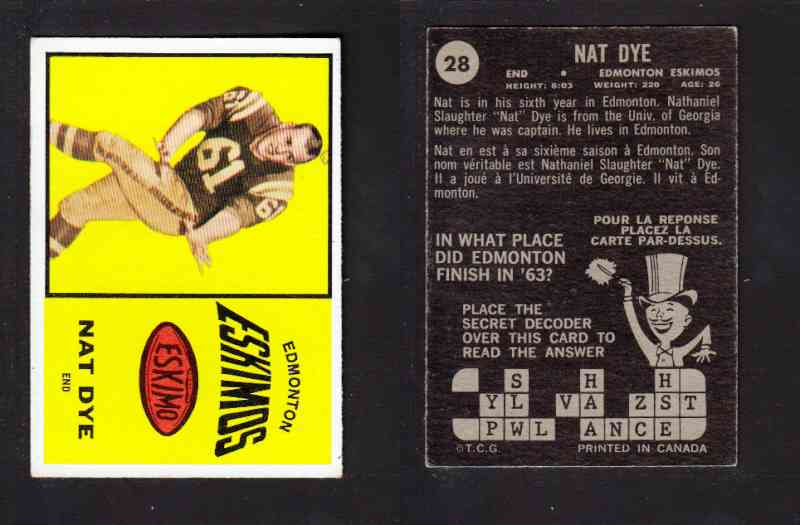 61
61
EDMONTON
ESKIMOS
ESKIMO
NAT DYE
END
28
NAT DYE
END • EDMONTON ESKIMOS
HEIGHT: 6:03 WEIGHT: 220 AGE: 26
Nat is in his sixth year in Edmonton. Nathaniel
Slaughter "Nat" Dye is from the Univ. of Georgia
where he was captain. He lives in Edmonton.
Nat en est à sa sixième saison à Edmonton. Son
nom véritable est Nathaniel Slaughter "Nat" Dye.
Il a joué à l'Université de Georgie. Il vit à Ed-
monton.
POUR LA REPONSE
PLACEZ LA
CARTE PAR-DESSUS.
IN WHAT PLACE
DID EDMONTON
FINISH IN '63?
PLACE THE
SECRET DECODER
OVER THIS CARD TO
READ THE ANSWER
S H H
YL VA ZST
PWL ANCE
©T.C.G. PRINTED IN CANADA